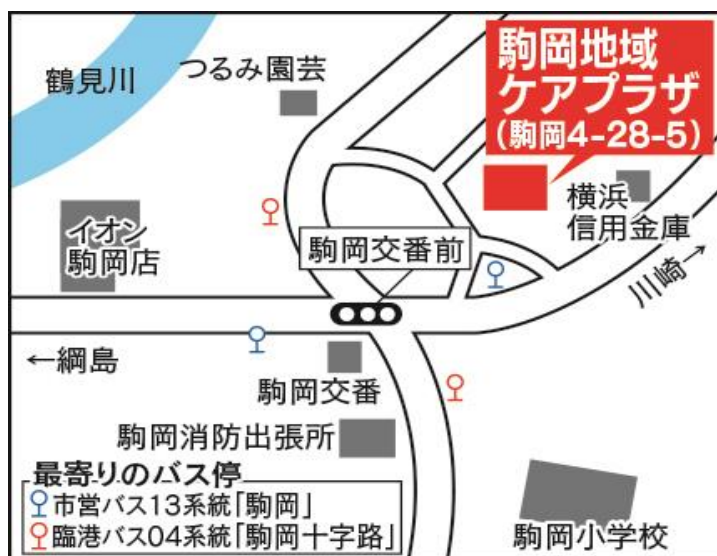 駒岡地域
ケアプラザ
(駒岡4-28-5)
鶴見川
つるみ園芸
横浜
信用金庫
イオン
駒岡店
駒岡交番前
川崎→
←綱島
駒岡交番
駒岡消防出張所
最寄りのバス停
市営バス13系統「駒岡」
臨港バス04系統「駒岡十字路」
駒岡小学校